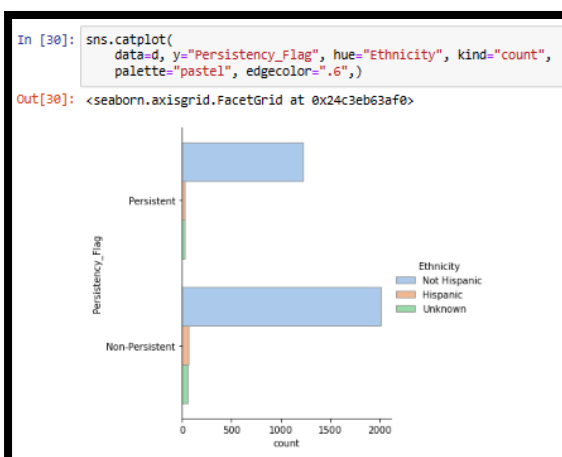 In [30]: sns.catplot(
data=d, y="Persistency_Flag", hue="Ethnicity", kind="count",
palette="pastel", edgecolor=".6",)
Out[30]: <seaborn.axisgrid.FacetGrid at 0x24c3eb63af0>
Persistent
Persistency_Flag
Non-Persistent
Ethnicity
Not Hispanic
Hispanic
Unknown
0 500 1000 1500 2000
count